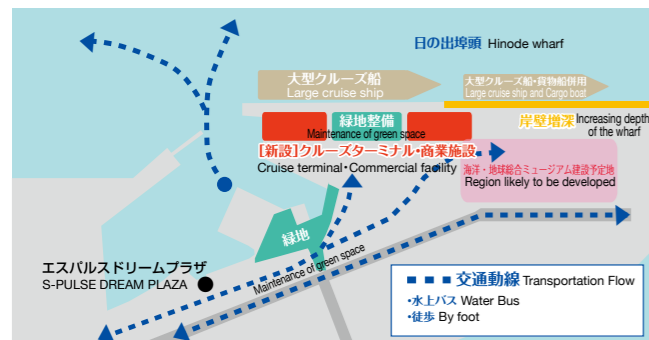 日の出埠頭 Hinode wharf
大型クルーズ船
Large cruise ship
大型クルーズ船・貨物船併用
Large cruise ship and Cargo boat
緑地整備
Maintenance of green space
岸壁増深 Increasing depth
of the wharf
[新設]クルーズターミナル・商業施設
Cruise terminal・Commercial facility
海洋・地球総合ミュージアム建設予定地
Region likely to be developed
緑地
Maintenance of green space
エスパルスドリームプラザ
S-PULSE DREAM PLAZA
交通動線 Transportation Flow
・水上バス Water Bus
・徒歩 By foot